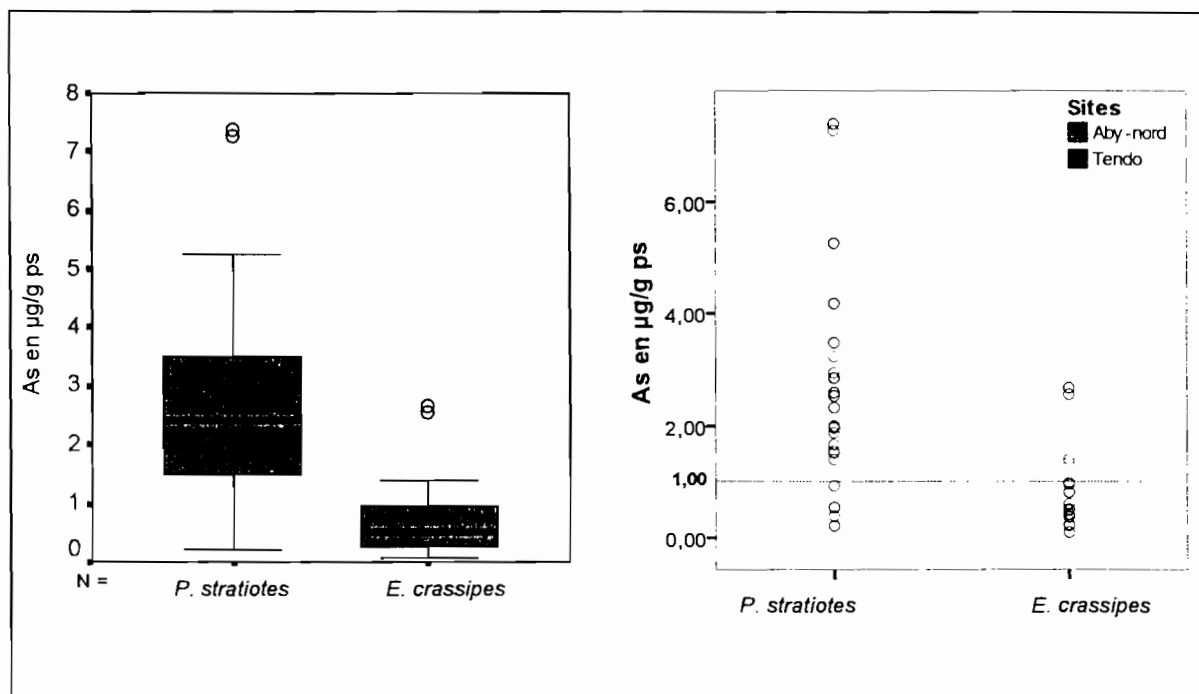 As en µg/g ps
8
7
6
5
4
3
2
1
0
N =
P. stratiotes
E. crassipes
As en µg/g ps
6,00
4,00
2,00
1,00
0,00
P. stratiotes
E. crassipes
Sites
Aby-nord
Tendo